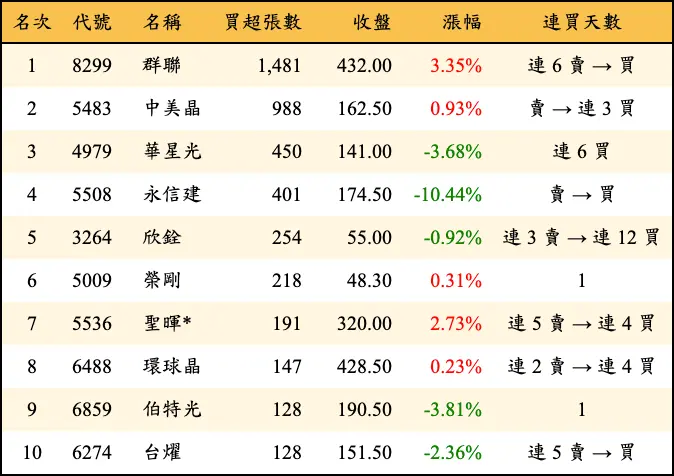 名次 代號 名稱 買超張數 收盤 漲幅 連買天數
1 8299 群聯 1,481 432.00 3.35% 連 6 賣 → 買
2 5483 中美晶 988 162.50 0.93% 賣 → 連 3 買
3 4979 華星光 450 141.00 -3.68% 連 6 買
4 5508 永信建 401 174.50 -10.44% 賣 → 買
5 3264 欣銓 254 55.00 -0.92% 連 3 賣 → 連 12 買
6 5009 榮剛 218 48.30 0.31% 1
7 5536 聖暉* 191 320.00 2.73% 連 5 賣 → 連 4 買
8 6488 環球晶 147 428.50 0.23% 連 2 賣 → 連 4 買
9 6859 伯特光 128 190.50 -3.81% 1
10 6274 台燿 128 151.50 -2.36% 連 5 賣 → 買